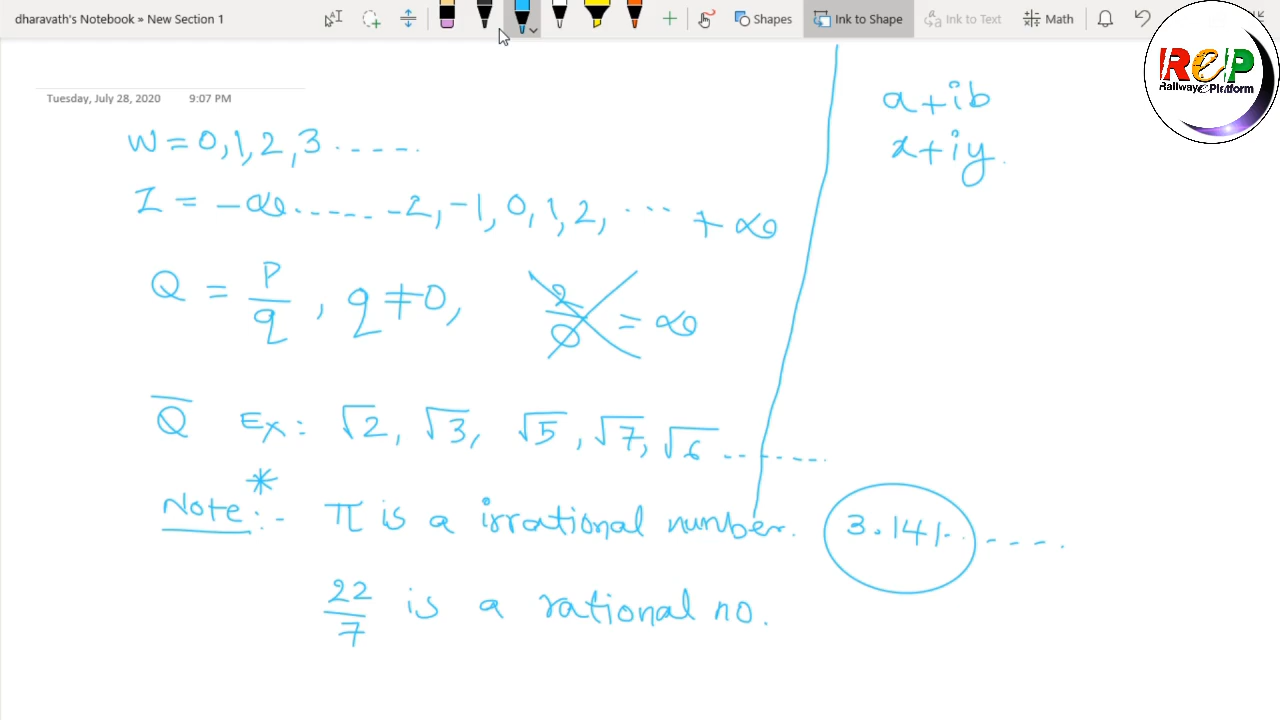 dharavath's Notebook » New Section 1
Shapes
Ink to Shape
Ink to Text
Math
ReP
Railways Platform
Tuesday, July 28, 2020 9:07 PM
W = 0, 1, 2, 3 .....
I = -∞ ...... -2, -1, 0, 1, 2, ... + ∞
Q = P/q, q ≠ 0, 2/0 = ∞
Q̅ Ex: √2, √3, √5, √7, √6 .......
*
Note:- π is a irrational number. 3.141.. ....
22/7 is a rational no.
a+ib
x+iy.